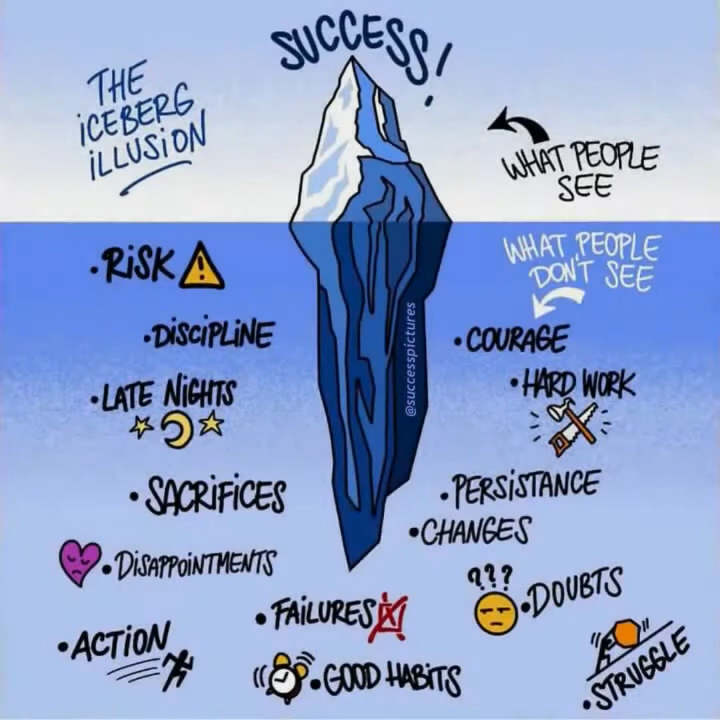 SUCCESS!
THE
ICEBERG
ILLUSION
WHAT PEOPLE
SEE
WHAT PEOPLE
DON'T SEE
•RISK
•DISCIPLINE
•LATE NIGHTS
•SACRIFICES
•DISAPPOINTMENTS
•ACTION
•FAILURES
•GOOD HABITS
@successpictures
•COURAGE
•HARD WORK
•PERSISTANCE
•CHANGES
???
•DOUBTS
•STRUGGLE